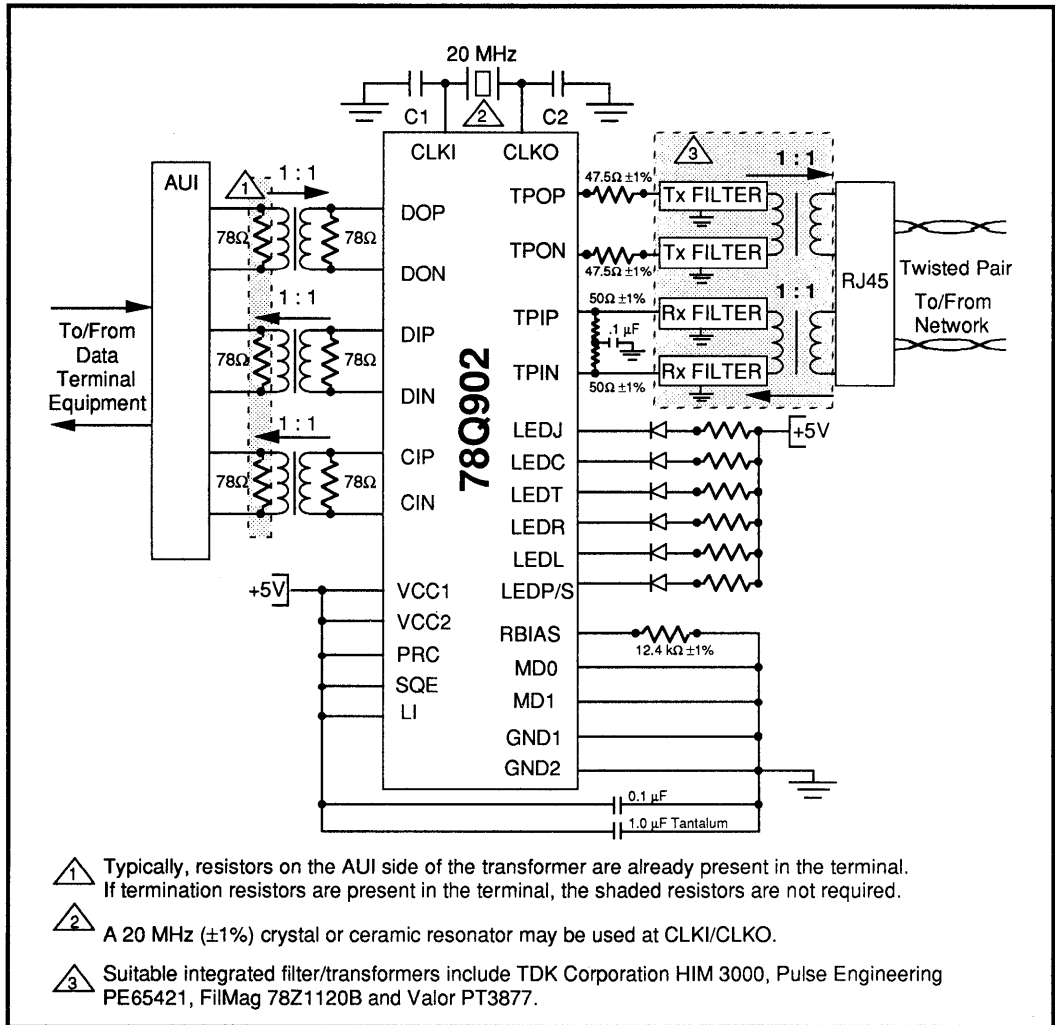 20 MHz
C1
2
C2
CLKI
CLKO
AUI
1
1 : 1
3
1 : 1
DOP
TPOP
47.5Ω ±1%
Tx FILTER
78Ω
78Ω
DON
TPON
Tx FILTER
47.5Ω ±1%
RJ45
Twisted Pair
To/From
Network
1 : 1
50Ω ±1%
1 : 1
DIP
TPIP
Rx FILTER
.1 µF
To/From
Data
Terminal
Equipment
78Ω
78Ω
DIN
TPIN
Rx FILTER
50Ω ±1%
78Q902
1 : 1
LEDJ
+5V
CIP
LEDC
78Ω
78Ω
LEDT
CIN
LEDR
LEDL
+5V
VCC1
LEDP/S
VCC2
RBIAS
12.4 kΩ ±1%
PRC
MD0
SQE
MD1
LI
GND1
GND2
0.1 µF
1.0 µF Tantalum
1 Typically, resistors on the AUI side of the transformer are already present in the terminal.
If termination resistors are present in the terminal, the shaded resistors are not required.
2 A 20 MHz (±1%) crystal or ceramic resonator may be used at CLKI/CLKO.
3 Suitable integrated filter/transformers include TDK Corporation HIM 3000, Pulse Engineering
PE65421, FilMag 78Z1120B and Valor PT3877.